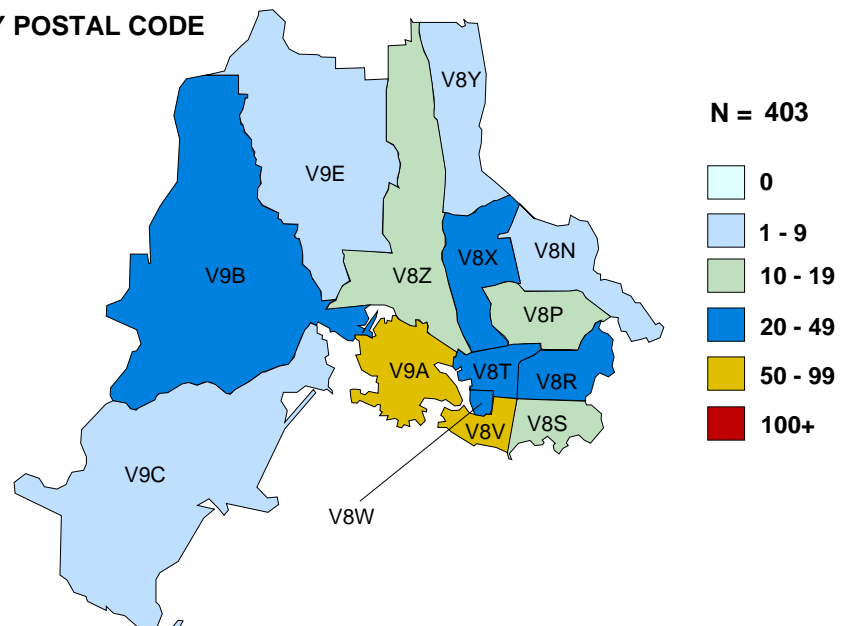 Y POSTAL CODE
V8Y
N = 403
V9E
0
1 - 9
V8N
V8X
V9B
V8Z
10 - 19
V8P
20 - 49
V9A
V8T
V8R
50 - 99
V8V
V8S
100+
V9C
V8W